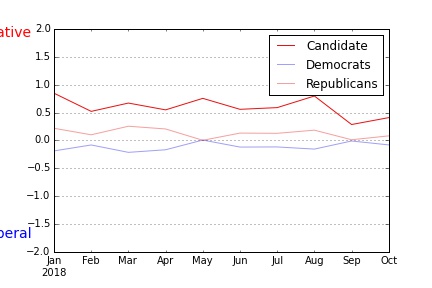 2.0
ative
Candidate
1.5
Democrats
1.0
Republicans
0.5
0.0
−0.5
−1.0
−1.5
beral
−2.0
Jan Feb Mar Apr May Jun Jul Aug Sep Oct
2018